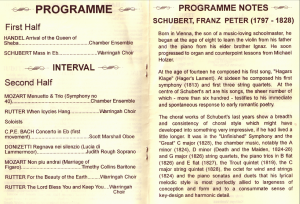 PROGRAMME
First Half
HANDEL Arrival of the Queen of
Sheba Chamber Ensemble
SCHUBERT Mass in Eb Warringah Choir
INTERVAL
Second Half
MOZART Menuetto & Trio (Symphony no
40) Chamber Ensemble
RUTTER When Icycles Hang Warringah Choir
Soloists
C.P.E. BACH Concerto in Eb (first
movement) Scott Marshall Oboe
DONIZETTI Regnava nel silenzio (Lucia di
Lammermoor) Judith Rough Soprano
MOZART Non piu andrai (Marriage of
Figaro) Timothy Collins Baritone
RUTTER For the Beauty of the Earth Warringah Choir
RUTTER The Lord Bless You and Keep You Warringah
Choir
PROGRAMME NOTES
SCHUBERT, FRANZ PETER (1797 - 1828)
Born in Vienna, the son of a music-loving schoolmaster, he
began at the age of eight to learn the violin from his father
and the piano from his elder brother Ignaz. He soon
progressed to organ and counterpoint lessons from Michael
Holzer.
At the age of fourteen he composed his first song, "Hagars
Klage" (Hagar's Lament). At sixteen he composed his first
symphony (1813) and first three string quartets. At the
centre of Schubert's art are his songs, the sheer number of
which - more than six hundred - testifies to his immediate
and spontaneous response to early romantic poetry.
The choral works of Schubert's last years show a breadth
and consistency of choral style which might have
developed into something very impressive, if he had lived a
little longer. It was in the "Unfinished" Symphony and the
"Great" C major (1828), the chamber music, notably the A
minor (1824), D minor (Death and the Maiden, 1824-26)
and G major (1826) string quartets, the piano trios in B flat
(1826) and E flat (1827), the Trout quintet (1819), the C
major string quintet (1828), the octet for wind and strings
(1824) and the piano sonatas and duets that his lyrical
melodic style is most perfectly allied to largeness of
conception and form and to a consummate sense of
key-design and harmonic detail.